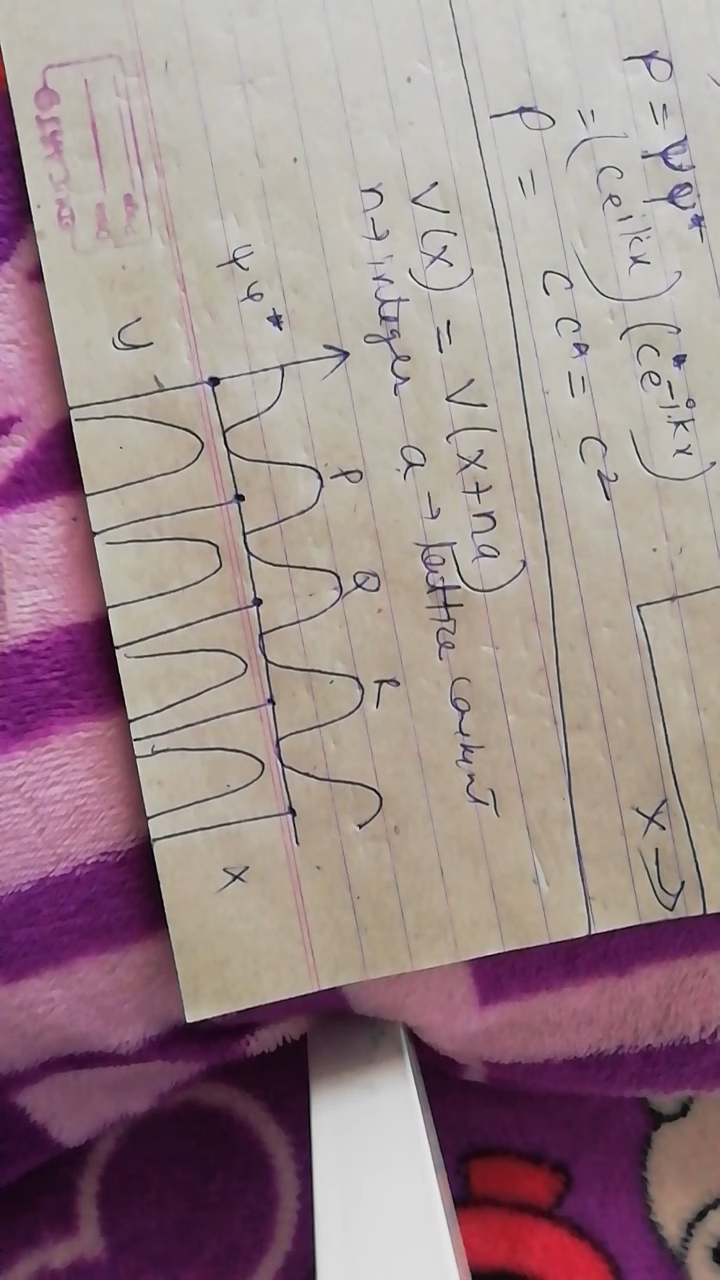 P = ψψ*
= (ce^ikx) (c*e^-ikx)
P = cc* = c²
x →
V(x) = V(x+na)
n → integer a → lattice constant
ψψ*
P Q R
U
x